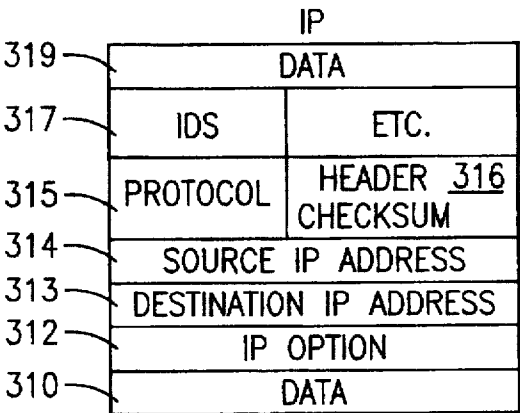 IP
319 DATA
317 IDS ETC.
315 PROTOCOL HEADER 316
CHECKSUM
314 SOURCE IP ADDRESS
313 DESTINATION IP ADDRESS
312 IP OPTION
310 DATA